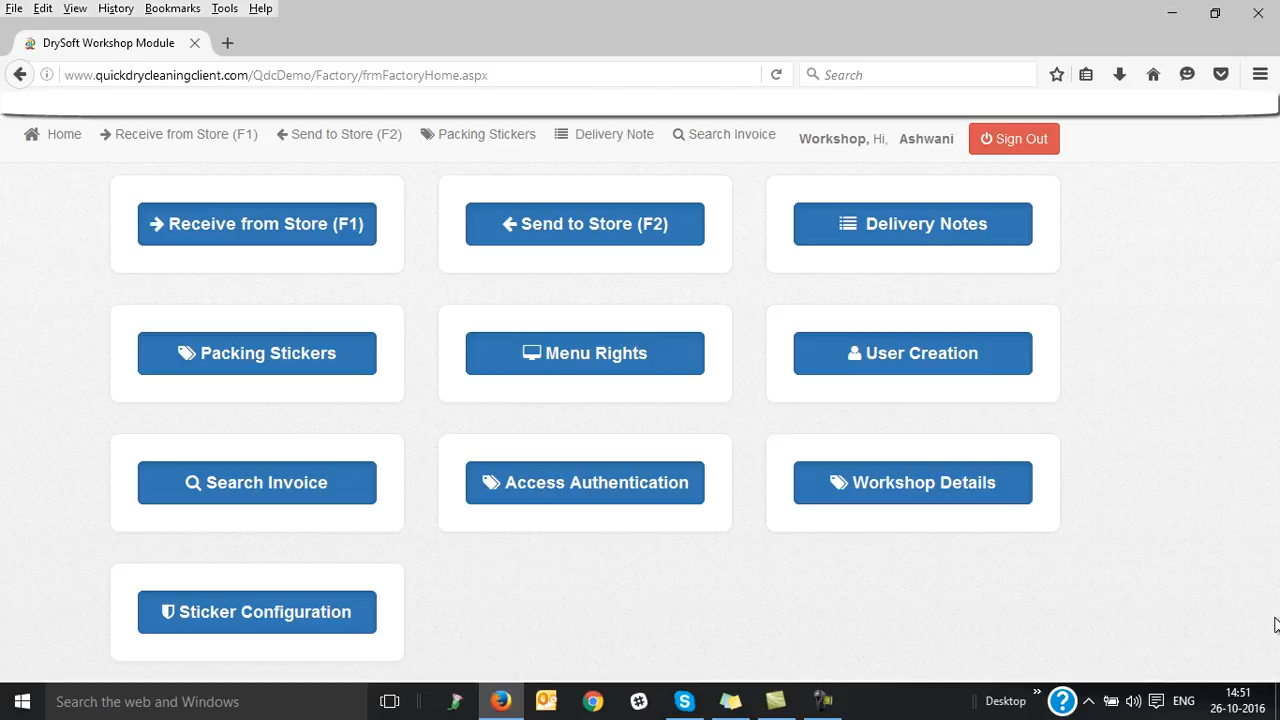 File Edit View History Bookmarks Tools Help
DrySoft Workshop Module
www.quickdrycleaningclient.com/QdcDemo/Factory/frmFactoryHome.aspx
Search
Home Receive from Store (F1) Send to Store (F2) Packing Stickers Delivery Note Search Invoice Workshop, Hi, Ashwani Sign Out
Receive from Store (F1) Send to Store (F2) Delivery Notes
Packing Stickers Menu Rights User Creation
Search Invoice Access Authentication Workshop Details
Sticker Configuration
Search the web and Windows
Desktop
ENG
14:51
26-10-2016